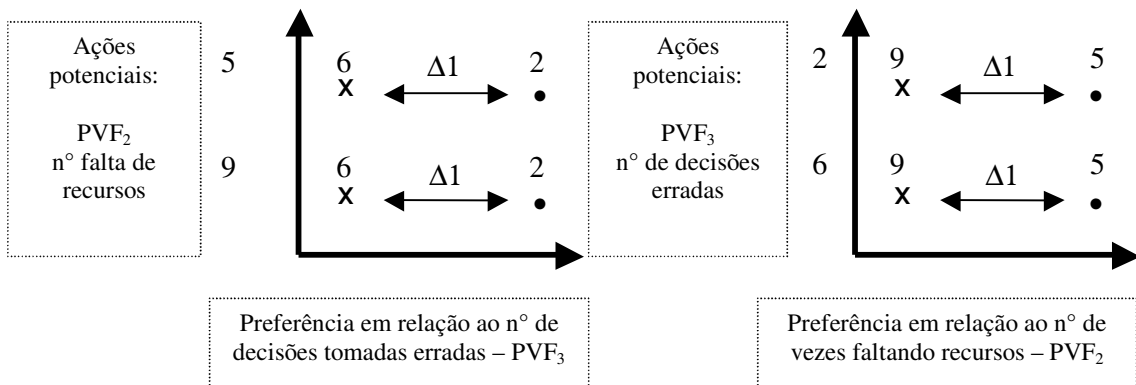 Ações
potenciais:
PVF₂
n° falta de
recursos
5
6
x
Δ1
2
•
9
6
x
Δ1
2
•
Preferência em relação ao n° de
decisões tomadas erradas – PVF₃
Ações
potenciais:
PVF₃
n° de decisões
erradas
2
9
x
Δ1
5
•
6
9
x
Δ1
5
•
Preferência em relação ao n° de
vezes faltando recursos – PVF₂